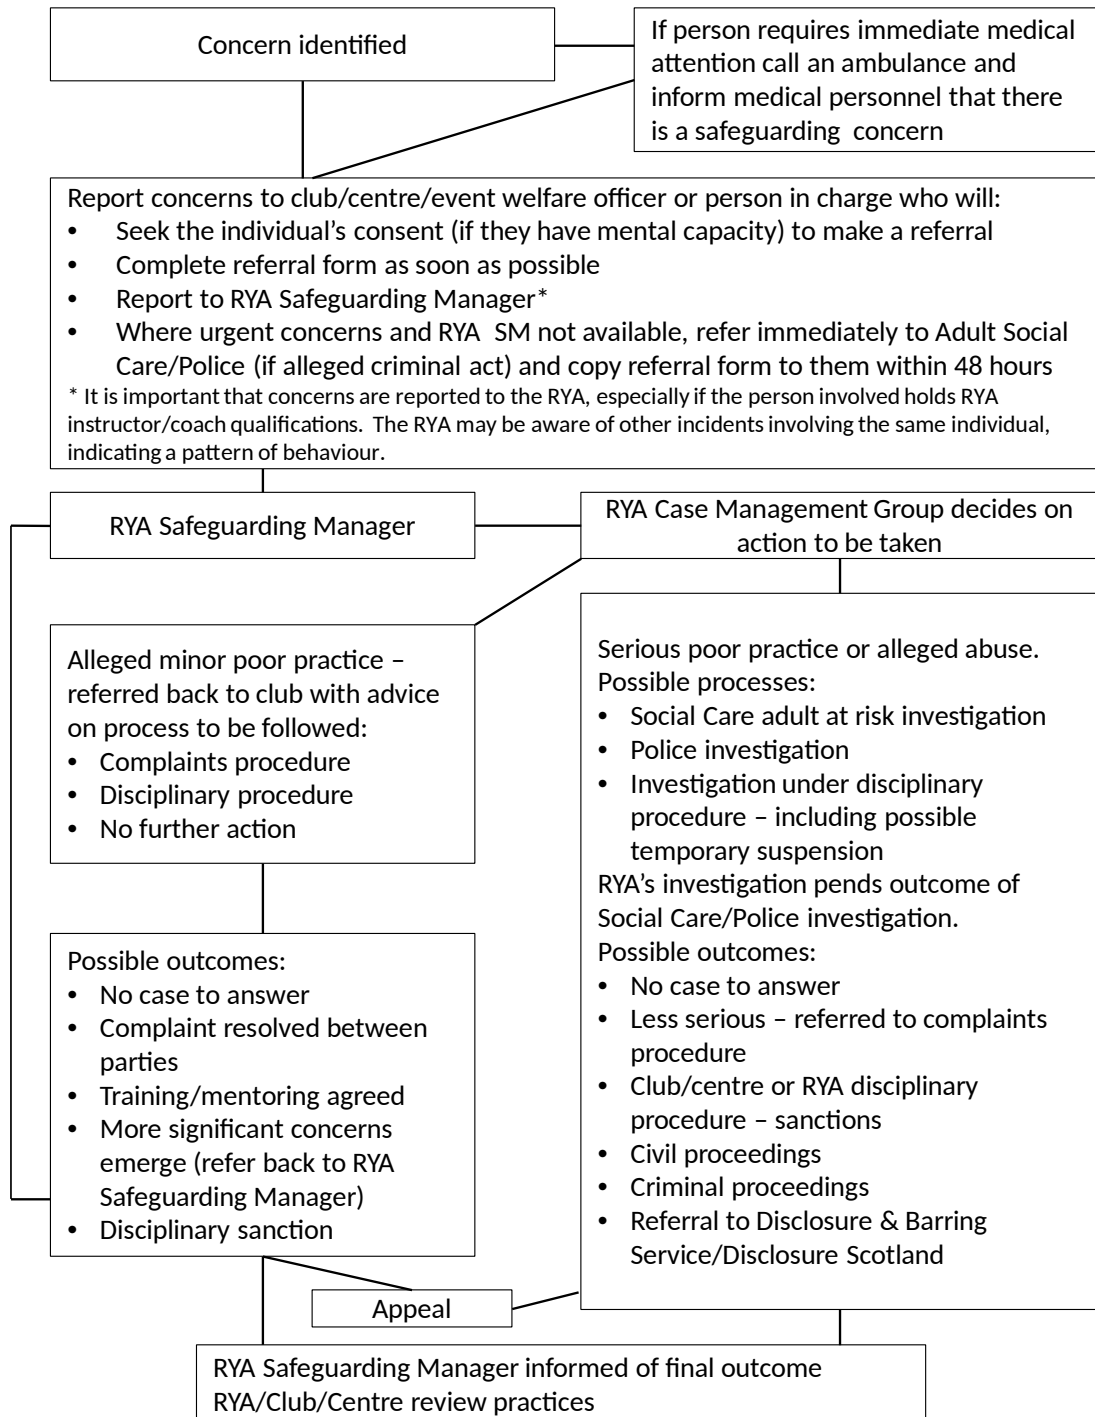 Concern identified
If person requires immediate medical
attention call an ambulance and
inform medical personnel that there
is a safeguarding concern
Report concerns to club/centre/event welfare officer or person in charge who will:
• Seek the individual's consent (if they have mental capacity) to make a referral
• Complete referral form as soon as possible
• Report to RYA Safeguarding Manager*
• Where urgent concerns and RYA SM not available, refer immediately to Adult Social
Care/Police (if alleged criminal act) and copy referral form to them within 48 hours
* It is important that concerns are reported to the RYA, especially if the person involved holds RYA
instructor/coach qualifications. The RYA may be aware of other incidents involving the same individual,
indicating a pattern of behaviour.
RYA Safeguarding Manager
RYA Case Management Group decides on
action to be taken
Alleged minor poor practice –
referred back to club with advice
on process to be followed:
• Complaints procedure
• Disciplinary procedure
• No further action
Serious poor practice or alleged abuse.
Possible processes:
• Social Care adult at risk investigation
• Police investigation
• Investigation under disciplinary
procedure – including possible
temporary suspension
RYA's investigation pends outcome of
Social Care/Police investigation.
Possible outcomes:
• No case to answer
• Less serious – referred to complaints
procedure
• Club/centre or RYA disciplinary
procedure – sanctions
• Civil proceedings
• Criminal proceedings
• Referral to Disclosure & Barring
Service/Disclosure Scotland
Possible outcomes:
• No case to answer
• Complaint resolved between
parties
• Training/mentoring agreed
• More significant concerns
emerge (refer back to RYA
Safeguarding Manager)
• Disciplinary sanction
Appeal
RYA Safeguarding Manager informed of final outcome
RYA/Club/Centre review practices